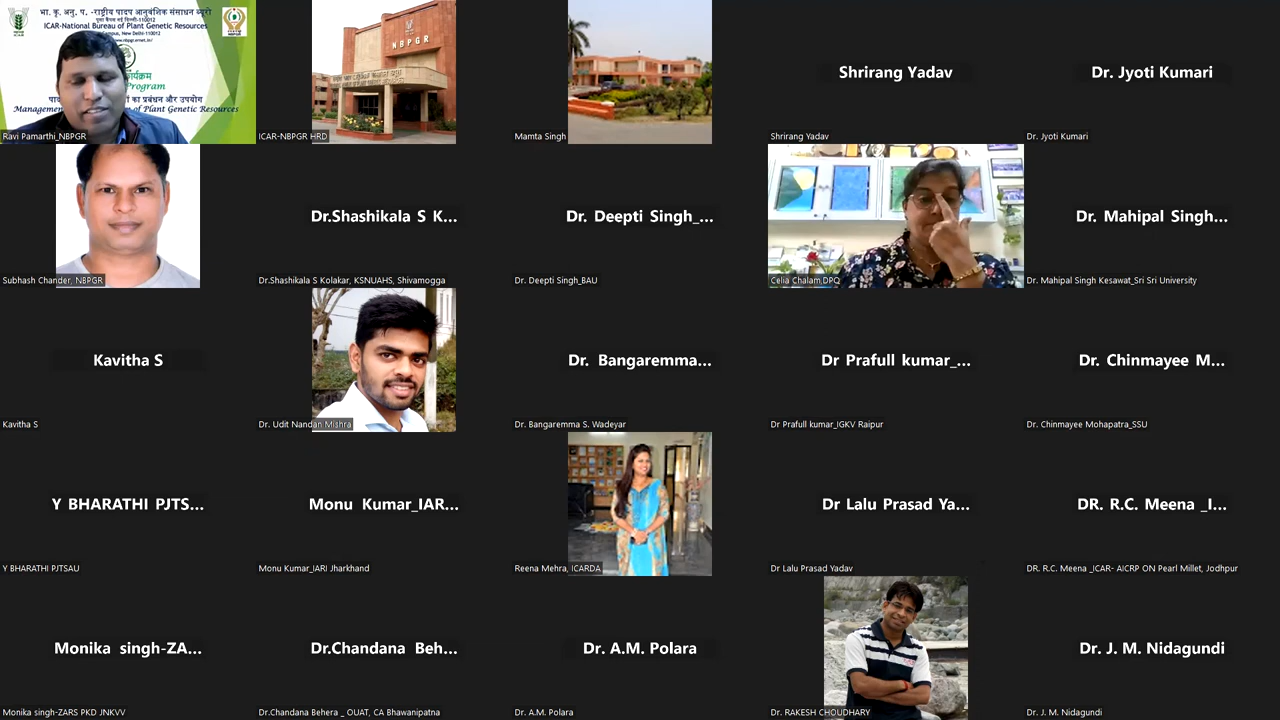 भा. कृ. अनु. प. -राष्ट्रीय पादप आनुवंशिक संसाधन ब्यूरो
ICAR-National Bureau of Plant Genetic Resources
Campus, New Delhi-110012
कार्यक्रम
Program
का प्रबंधन और उपयोग
Management of Plant Genetic Resources
Ravi Pamarthi_NBPGR
NBPGR
ICAR-NBPGR HRD
Mamta Singh
Shrirang Yadav
Shrirang Yadav
Dr. Jyoti Kumari
Dr. Jyoti Kumari
Subhash Chander, NBPGR
Dr.Shashikala S K...
Dr.Shashikala S Kolakar, KSNUAHS, Shivamogga
Dr. Deepti Singh_...
Dr. Deepti Singh_BAU
Celia Chalam,DPQ
Dr. Mahipal Singh...
Dr. Mahipal Singh Kesawat_Sri Sri University
Kavitha S
Kavitha S
Dr. Udit Nandan Mishra
Dr. Bangaremma...
Dr. Bangaremma S. Wadeyar
Dr Prafull kumar_...
Dr Prafull kumar_IGKV Raipur
Dr. Chinmayee M...
Dr. Chinmayee Mohapatra_SSU
Y BHARATHI PJTS...
Y BHARATHI PJTSAU
Monu Kumar_IAR...
Monu Kumar_IARI Jharkhand
Reena Mehra, ICARDA
Dr Lalu Prasad Ya...
Dr Lalu Prasad Yadav
DR. R.C. Meena _I...
DR. R.C. Meena _ICAR- AICRP ON Pearl Millet, Jodhpur
Monika singh-ZA...
Monika singh-ZARS PKD JNKVV
Dr.Chandana Beh...
Dr.Chandana Behera _ OUAT, CA Bhawanipatna
Dr. A.M. Polara
Dr. A.M. Polara
Dr. RAKESH CHOUDHARY
Dr. J. M. Nidagundi
Dr. J. M. Nidagundi